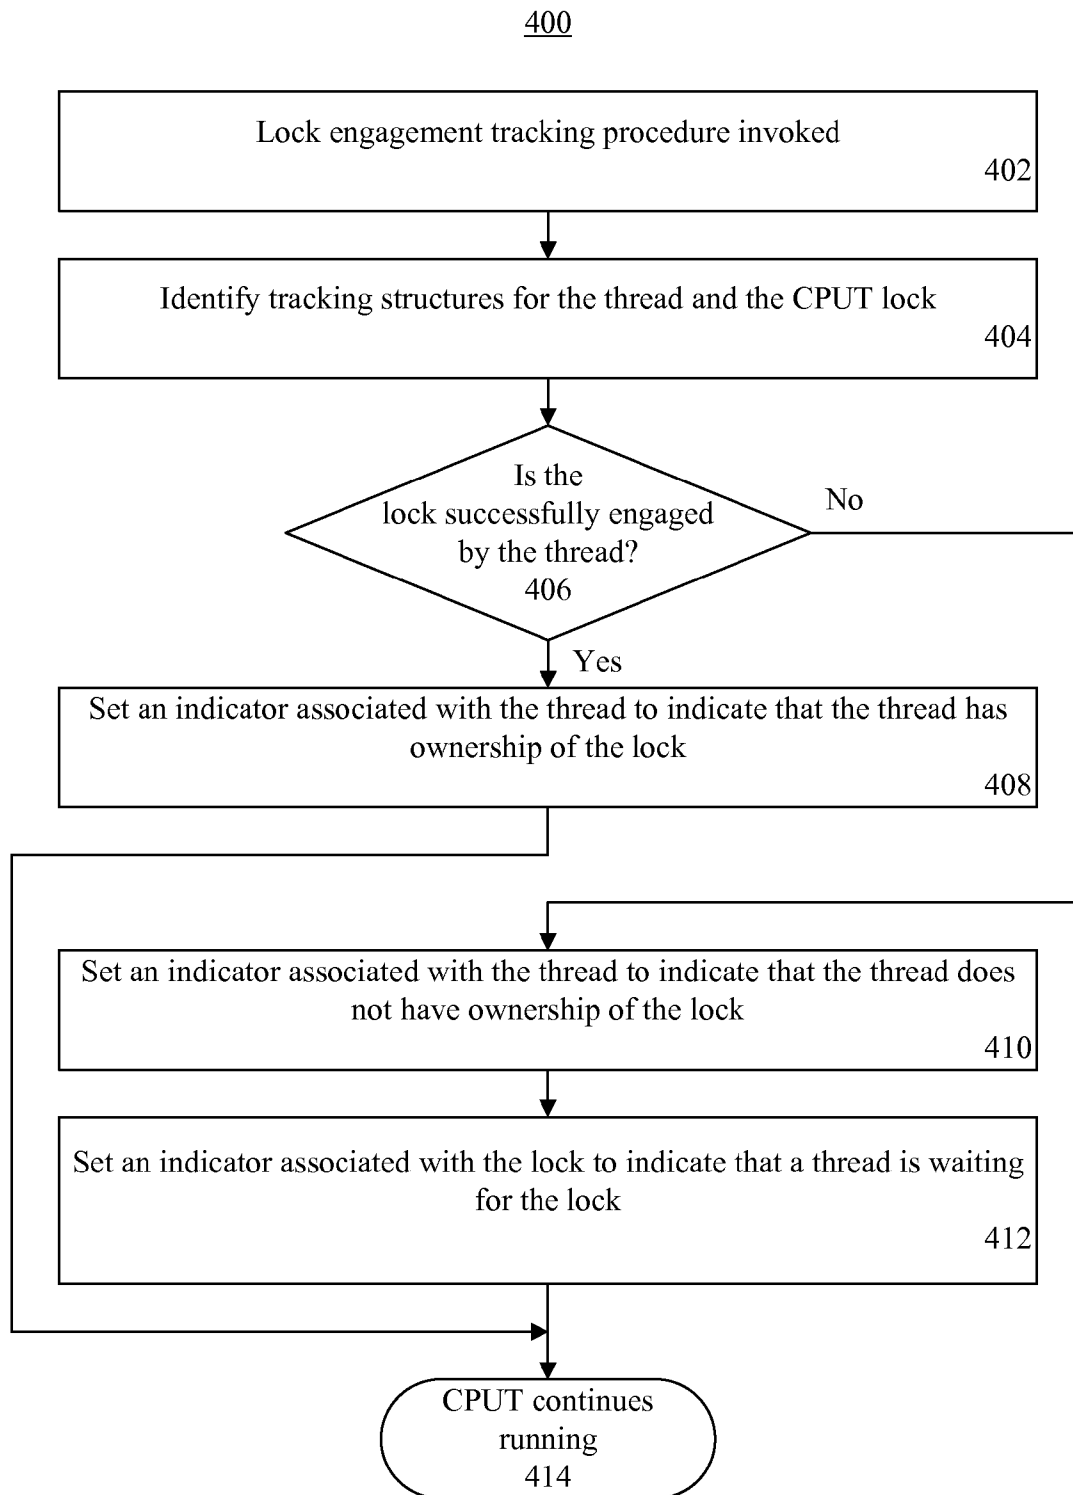 400
Lock engagement tracking procedure invoked
402
Identify tracking structures for the thread and the CPUT lock
404
Is the
lock successfully engaged
by the thread?
406
No
Yes
Set an indicator associated with the thread to indicate that the thread has
ownership of the lock
408
Set an indicator associated with the thread to indicate that the thread does
not have ownership of the lock
410
Set an indicator associated with the lock to indicate that a thread is waiting
for the lock
412
CPUT continues
running
414